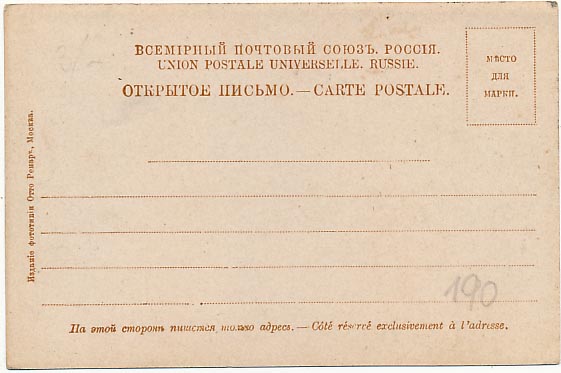 ВСЕМІРНЫЙ ПОЧТОВЫЙ СОЮЗЪ. РОССІЯ.
UNION POSTALE UNIVERSELLE. RUSSIE.
ОТКРЫТОЕ ПИСЬМО.—CARTE POSTALE.
МѢСТО
ДЛЯ
МАРКИ.
Изданіе фототипіи Отто Ренаръ, Москва.
190
На этой сторонѣ пишется только адресъ. — Côté réservé exclusivement à l'adresse.